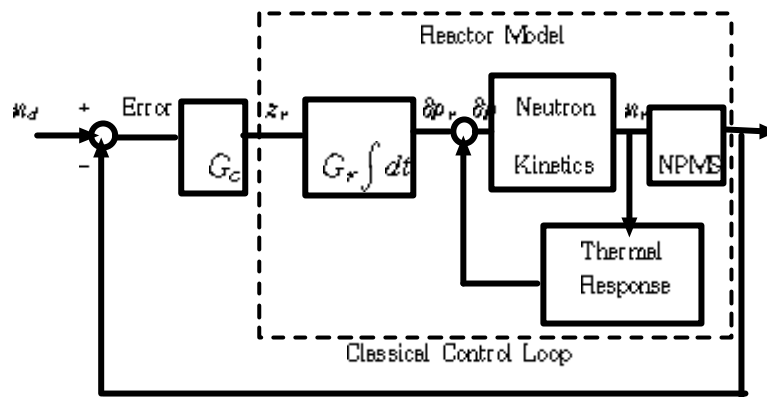 Reactor Model
n_d
+
Error
−
G_c
z_r
G_r ∫ dt
δρ_r
δρ
Neutron
Kinetics
n_r
NPMS
Thermal
Response
Classical Control Loop